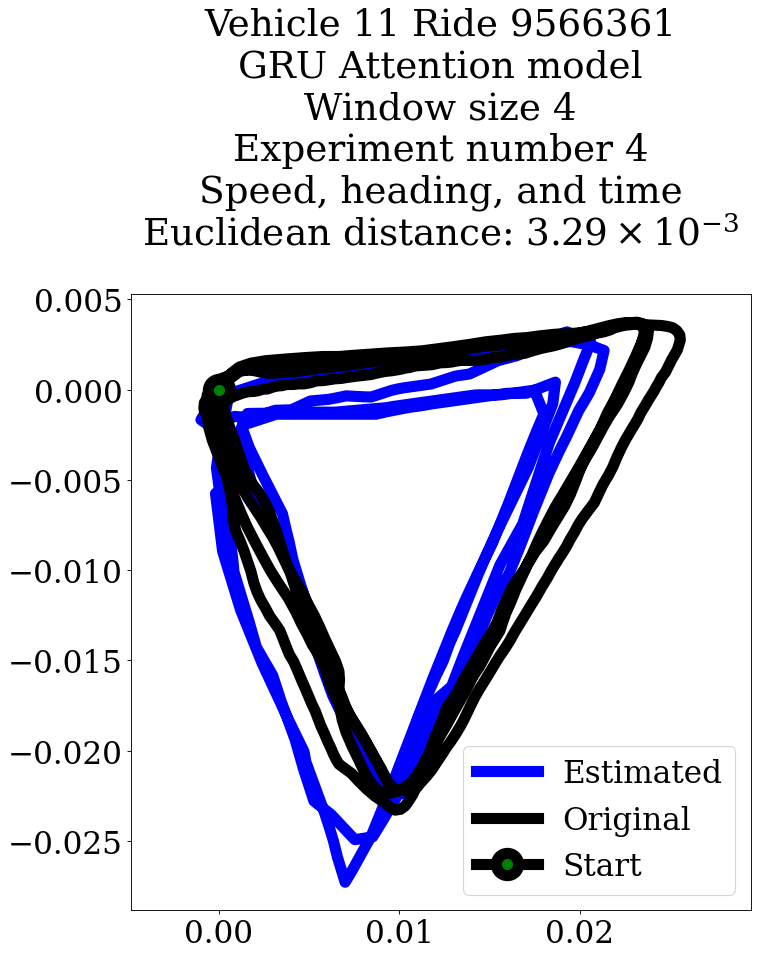 Vehicle 11 Ride 9566361
GRU Attention model
Window size 4
Experiment number 4
Speed, heading, and time
Euclidean distance: 3.29 × 10⁻³
0.005
0.000
−0.005
−0.010
−0.015
−0.020
−0.025
0.00 0.01 0.02
Estimated
Original
Start